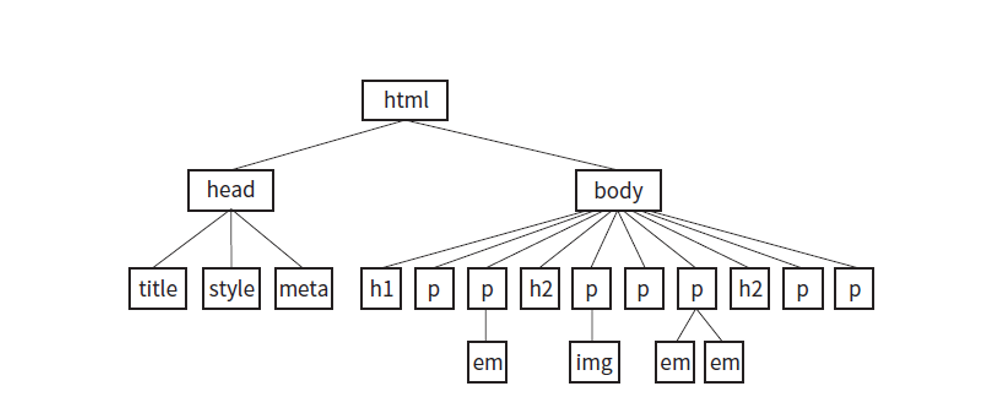 html
head body
title style meta h1 p p h2 p p p h2 p p
em img em em